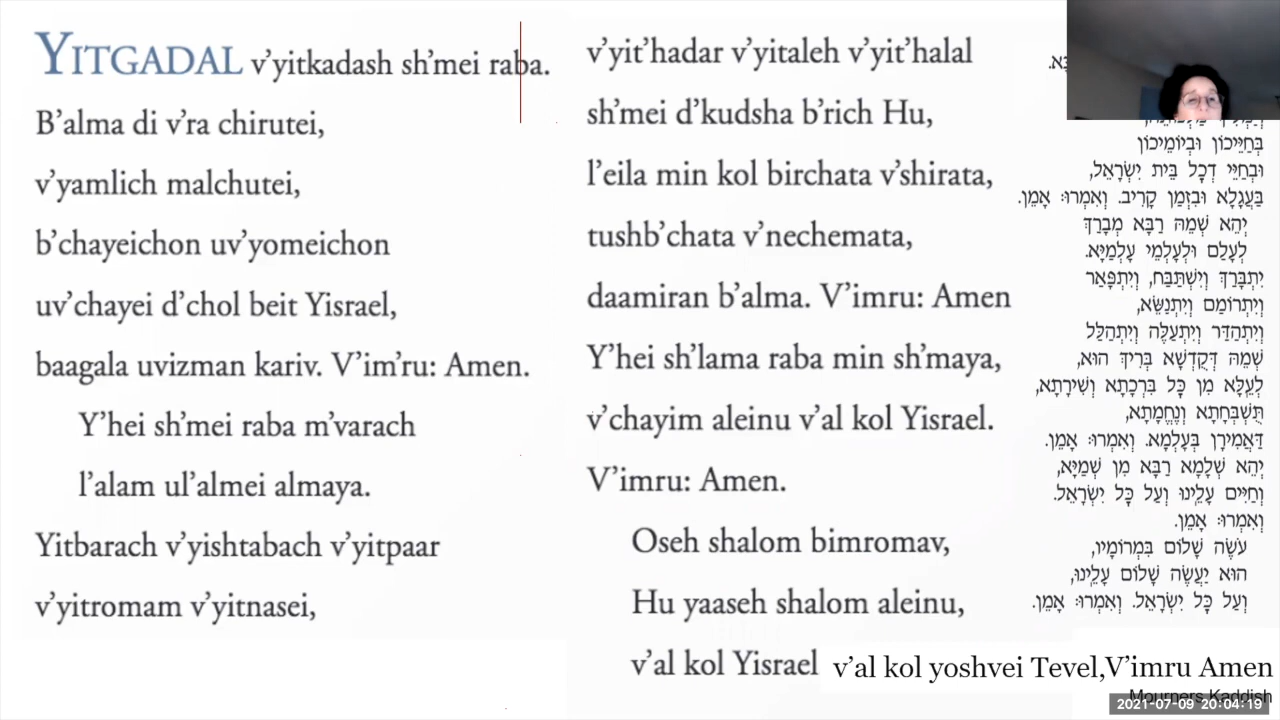 YITGADAL v’yitkadash sh’mei raba.
B’alma di v’ra chirutei,
v’yamlich malchutei,
b’chayeichon uv’yomeichon
uv’chayei d’chol beit Yisrael,
baagala uvizman kariv. V’im’ru: Amen.
Y’hei sh’mei raba m’varach
l’alam ul’almei almaya.
Yitbarach v’yishtabach v’yitpaar
v’yitromam v’yitnasei,
v’yit’hadar v’yitaleh v’yit’halal
sh’mei d’kudsha b’rich Hu,
l’eila min kol birchata v’shirata,
tushb’chata v’nechemata,
daamiran b’alma. V’imru: Amen
Y’hei sh’lama raba min sh’maya,
v’chayim aleinu v’al kol Yisrael.
V’imru: Amen.
Oseh shalom bimromav,
Hu yaaseh shalom aleinu,
v’al kol Yisrael v’al kol yoshvei Tevel,V’imru Amen
בְּחַיֵּיכוֹן וּבְיוֹמֵיכוֹן
וּבְחַיֵּי דְכָל בֵּית יִשְׂרָאֵל,
בַּעֲגָלָא וּבִזְמַן קָרִיב. וְאִמְרוּ: אָמֵן.
יְהֵא שְׁמֵהּ רַבָּא מְבָרַךְ
לְעָלַם וּלְעָלְמֵי עָלְמַיָּא.
יִתְבָּרַךְ וְיִשְׁתַּבַּח, וְיִתְפָּאַר
וְיִתְרוֹמַם וְיִתְנַשֵּׂא,
וְיִתְהַדַּר וְיִתְעַלֶּה וְיִתְהַלַּל
שְׁמֵהּ דְּקֻדְשָׁא בְּרִיךְ הוּא,
לְעֵלָּא מִן כָּל בִּרְכָתָא וְשִׁירָתָא,
תֻּשְׁבְּחָתָא וְנֶחֱמָתָא,
דַּאֲמִירָן בְּעָלְמָא. וְאִמְרוּ: אָמֵן.
יְהֵא שְׁלָמָא רַבָּא מִן שְׁמַיָּא,
וְחַיִּים עָלֵינוּ וְעַל כָּל יִשְׂרָאֵל.
וְאִמְרוּ: אָמֵן.
עֹשֶׂה שָׁלוֹם בִּמְרוֹמָיו,
הוּא יַעֲשֶׂה שָׁלוֹם עָלֵינוּ,
וְעַל כָּל יִשְׂרָאֵל. וְאִמְרוּ: אָמֵן.
Mourners Kaddish
2021-07-09 20:04:19